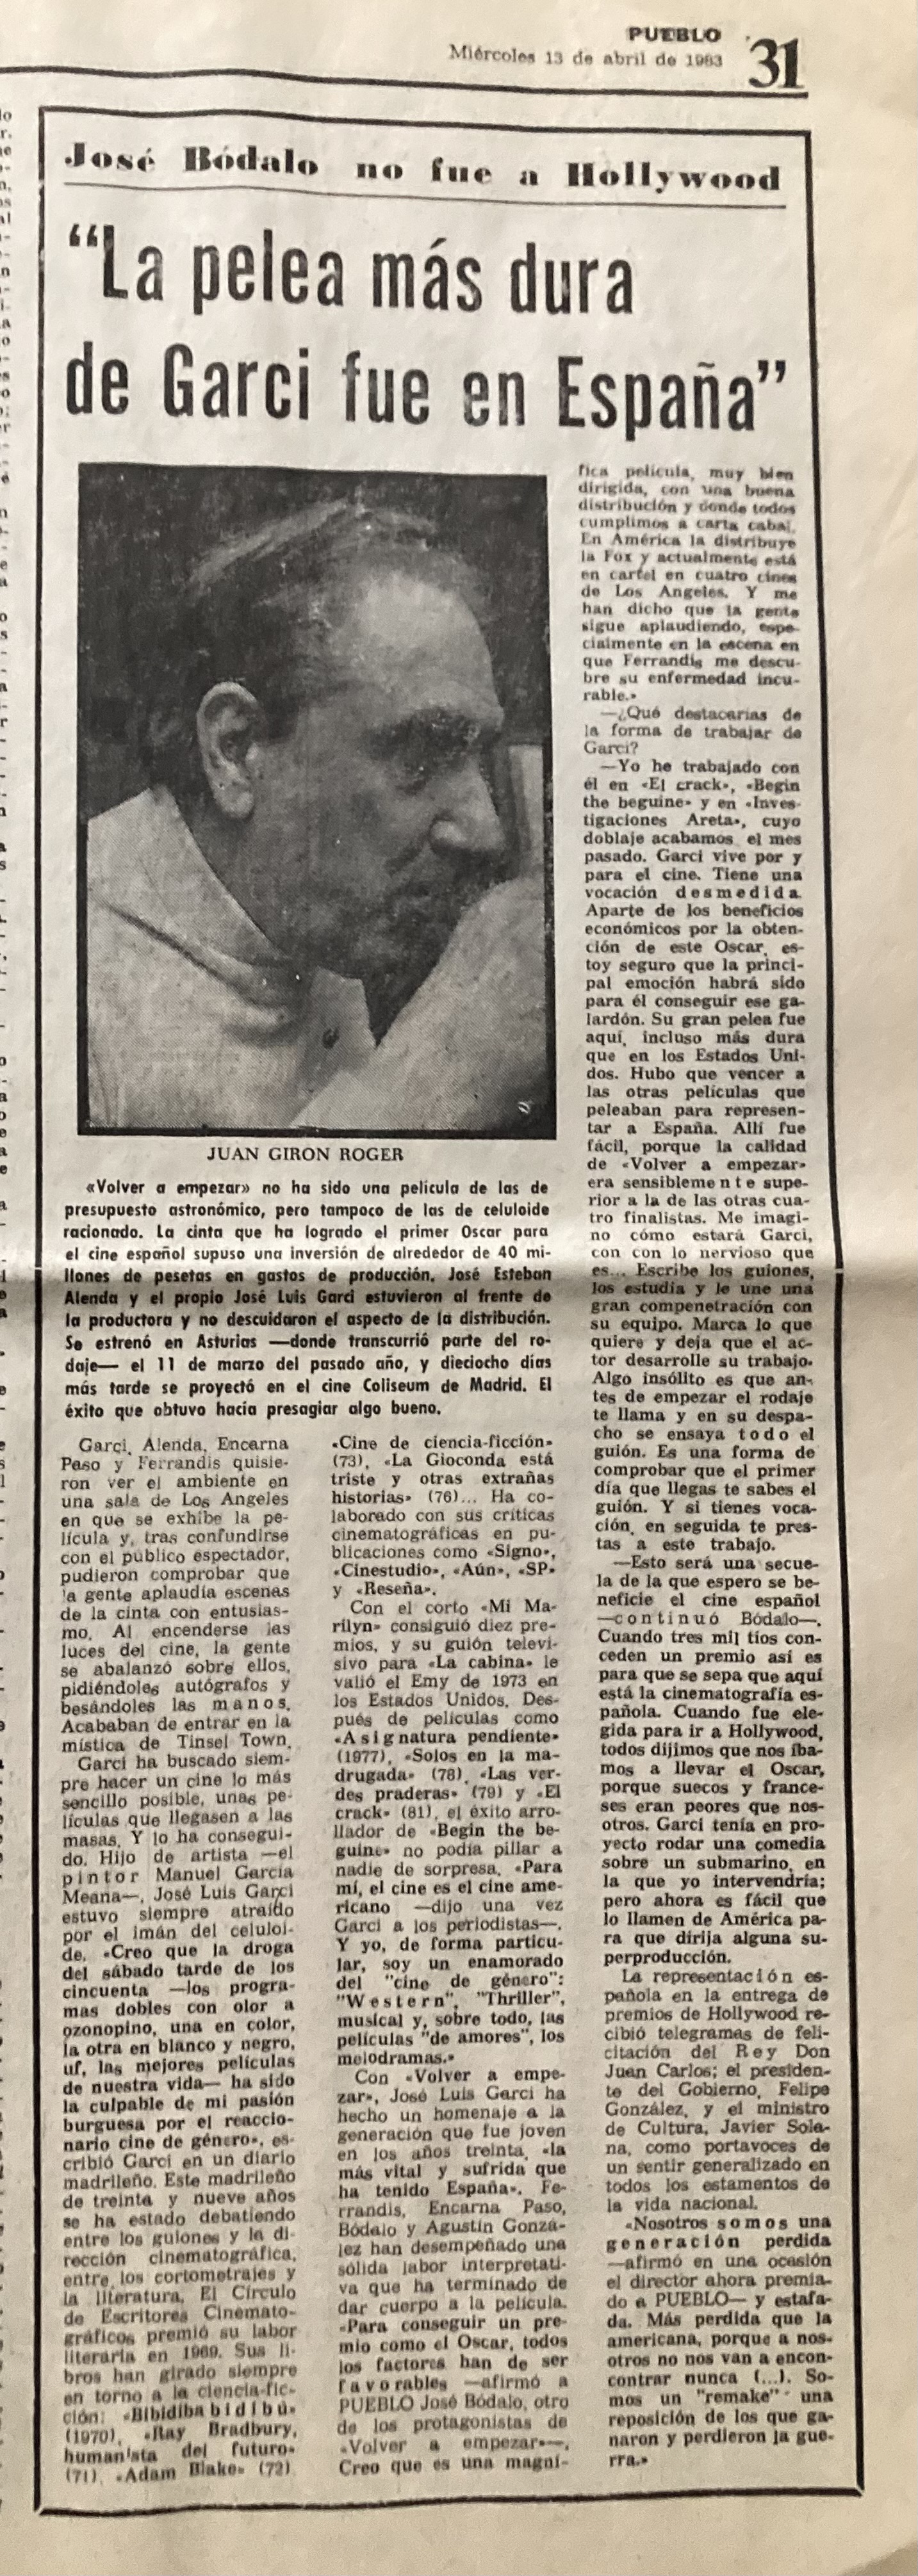 PUEBLO
Miércoles 13 de abril de 1983
31
José Bódalo no fue a Hollywood
“La pelea más dura
de Garci fue en España”
JUAN GIRON ROGER
«Volver a empezar» no ha sido una película de las de
presupuesto astronómico, pero tampoco de las de celuloide
racionado. La cinta que ha logrado el primer Oscar para
el cine español supuso una inversión de alrededor de 40 mi-
llones de pesetas en gastos de producción. José Esteban
Alenda y el propio José Luis Garci estuvieron al frente de
la productora y no descuidaron el aspecto de la distribución.
Se estrenó en Asturias —donde transcurrió parte del ro-
daje— el 11 de marzo del pasado año, y dieciocho días
más tarde se proyectó en el cine Coliseum de Madrid. El
éxito que obtuvo hacía presagiar algo bueno.
Garci, Alenda, Encarna
Paso y Ferrandis quisie-
ron ver el ambiente en
una sala de Los Angeles
en que se exhibe la pe-
lícula y, tras confundirse
con el público espectador,
pudieron comprobar que
la gente aplaudía escenas
de la cinta con entusias-
mo. Al encenderse las
luces del cine, la gente
se abalanzó sobre ellos,
pidiéndoles autógrafos y
besándoles las manos.
Acababan de entrar en la
mística de Tinsel Town.
Garci ha buscado siem-
pre hacer un cine lo más
sencillo posible, unas pe-
lículas que llegasen a las
masas. Y lo ha consegui-
do. Hijo de artista —el
pintor Manuel García
Meana—, José Luis Garci
estuvo siempre atraído
por el imán del celuloi-
de. «Creo que la droga
del sábado tarde de los
cincuenta —los progra-
mas dobles con olor a
ozonopino, una en color,
la otra en blanco y negro,
uf, las mejores películas
de nuestra vida— ha sido
la culpable de mi pasión
burguesa por el reaccio-
nario cine de género», es-
cribió Garci en un diario
madrileño. Este madrileño
de treinta y nueve años
se ha estado debatiendo
entre los guiones y la di-
rección cinematográfica,
entre los cortometrajes y
la literatura. El Círculo
de Escritores Cinemato-
gráficos premió su labor
literaria en 1969. Sus li-
bros han girado siempre
en torno a la ciencia-fic-
ción: «Bibidibabidibú»
(1970), «Ray Bradbury,
humanista del futuro»
(71), «Adam Blake» (72)
«Cine de ciencia-ficción»
(73), «La Gioconda está
triste y otras extrañas
historias» (76)... Ha co-
laborado con sus críticas
cinematográficas en pu-
blicaciones como «Signo»,
«Cinestudio», «Aún», «SP»
y «Reseña».
Con el corto «Mi Ma-
rilyn» consiguió diez pre-
mios, y su guión televi-
sivo para «La cabina» le
valió el Emy de 1973 en
los Estados Unidos. Des-
pués de películas como
«Asignatura pendiente»
(1977), «Solos en la ma-
drugada» (78), «Las ver-
des praderas» (79) y «El
crack» (81), el éxito arro-
llador de «Begin the be-
guine» no podía pillar a
nadie de sorpresa. «Para
mí, el cine es el cine ame-
ricano —dijo una vez
Garci a los periodistas—.
Y yo, de forma particu-
lar, soy un enamorado
del "cine de género":
"Western", "Thriller",
musical y, sobre todo, las
películas "de amores", los
melodramas.»
Con «Volver a empe-
zar», José Luis Garci ha
hecho un homenaje a la
generación que fue joven
en los años treinta, «la
más vital y sufrida que
ha tenido España». Fe-
rrandis, Encarna Paso,
Bódalo y Agustín Gonzá-
lez han desempeñado una
sólida labor interpretati-
va que ha terminado de
dar cuerpo a la película.
«Para conseguir un pre-
mio como el Oscar, todos
los factores han de ser
favorables —afirmó a
PUEBLO José Bódalo, otro
de los protagonistas de
«Volver a empezar»—.
Creo que es una magní-
fica película, muy bien
dirigida, con una buena
distribución y donde todos
cumplimos a carta cabal.
En América la distribuye
la Fox y actualmente está
en cartel en cuatro cines
de Los Angeles. Y me
han dicho que la gente
sigue aplaudiendo, espe-
cialmente en la escena en
que Ferrandis me descu-
bre su enfermedad incu-
rable.»
—¿Qué destacarías de
la forma de trabajar de
Garci?
—Yo he trabajado con
él en «El crack», «Begin
the beguine» y en «Inves-
tigaciones Areta», cuyo
doblaje acabamos el mes
pasado. Garci vive por y
para el cine. Tiene una
vocación desmedida.
Aparte de los beneficios
económicos por la obten-
ción de este Oscar, es-
toy seguro que la princi-
pal emoción habrá sido
para él conseguir ese ga-
lardón. Su gran pelea fue
aquí, incluso más dura
que en los Estados Uni-
dos. Hubo que vencer a
las otras películas que
peleaban para represen-
tar a España. Allí fue
fácil, porque la calidad
de «Volver a empezar»
era sensiblemente supe-
rior a la de las otras cua-
tro finalistas. Me imagi-
no cómo estará Garci,
con con lo nervioso que
es... Escribe los guiones,
los estudia y le une una
gran compenetración con
su equipo. Marca lo que
quiere y deja que el ac-
tor desarrolle su trabajo.
Algo insólito es que an-
tes de empezar el rodaje
te llama y en su despa-
cho se ensaya todo el
guión. Es una forma de
comprobar que el primer
día que llegas te sabes el
guión. Y si tienes voca-
ción, en seguida te pres-
tas a este trabajo.
—Esto será una secue-
la de la que espero se be-
neficie el cine español
—continuó Bódalo—.
Cuando tres mil tíos con-
ceden un premio así es
para que se sepa que aquí
está la cinematografía es-
pañola. Cuando fue ele-
gida para ir a Hollywood,
todos dijimos que nos íba-
mos a llevar el Oscar,
porque suecos y france-
ses eran peores que nos-
otros. Garci tenía en pro-
yecto rodar una comedia
sobre un submarino, en
la que yo intervendría;
pero ahora es fácil que
lo llamen de América pa-
ra que dirija alguna su-
perproducción.
La representación es-
pañola en la entrega de
premios de Hollywood re-
cibió telegramas de feli-
citación del Rey Don
Juan Carlos; el presiden-
te del Gobierno, Felipe
González, y el ministro
de Cultura, Javier Sola-
na, como portavoces de
un sentir generalizado en
todos los estamentos de
la vida nacional.
«Nosotros somos una
generación perdida
—afirmó en una ocasión
el director ahora premia-
do a PUEBLO— y estafa-
da. Más perdida que la
americana, porque a nos-
otros no nos van a encon-
contrar nunca (...). So-
mos un "remake" una
reposición de los que ga-
naron y perdieron la gue-
rra.»